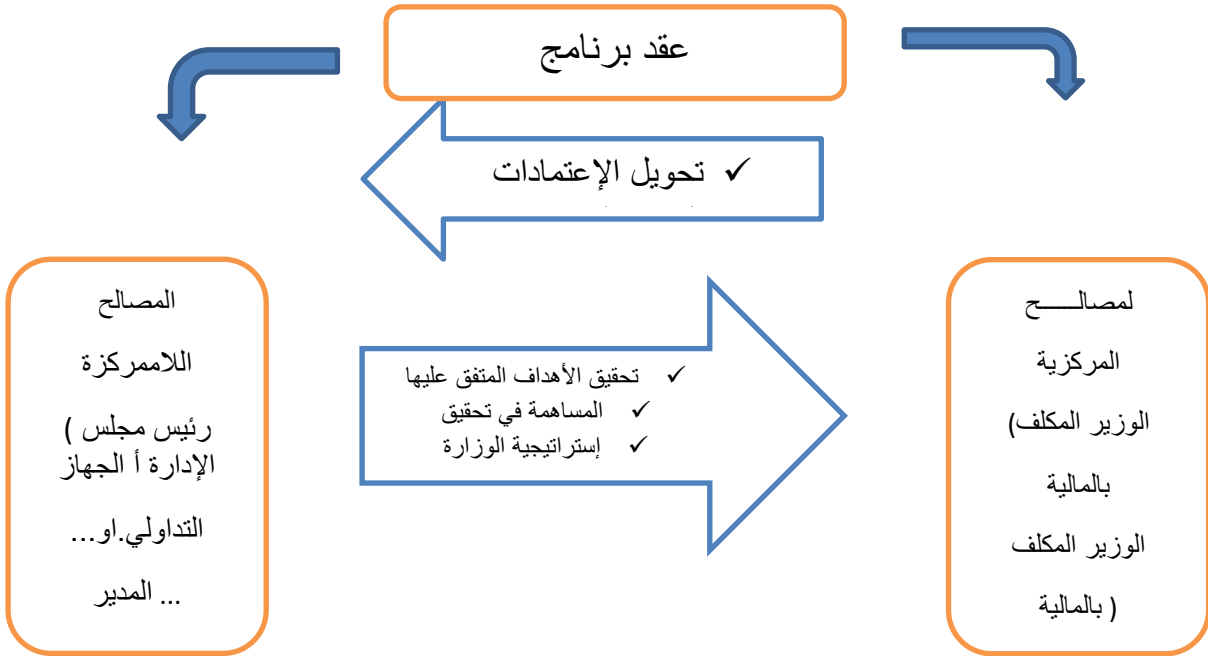 عقد برنامج
✓ تحويل الإعتمادات
لمصالـــــح
المركزية
(الوزير المكلف
بالمالية
الوزير المكلف
بالمالية )
✓ تحقيق الأهداف المتفق عليها
✓ المساهمة في تحقيق
✓ إستراتيجية الوزارة
المصالح
اللاممركزة
( رئيس مجلس
الإدارة أ الجهاز
التداولي.او...
المدير ...